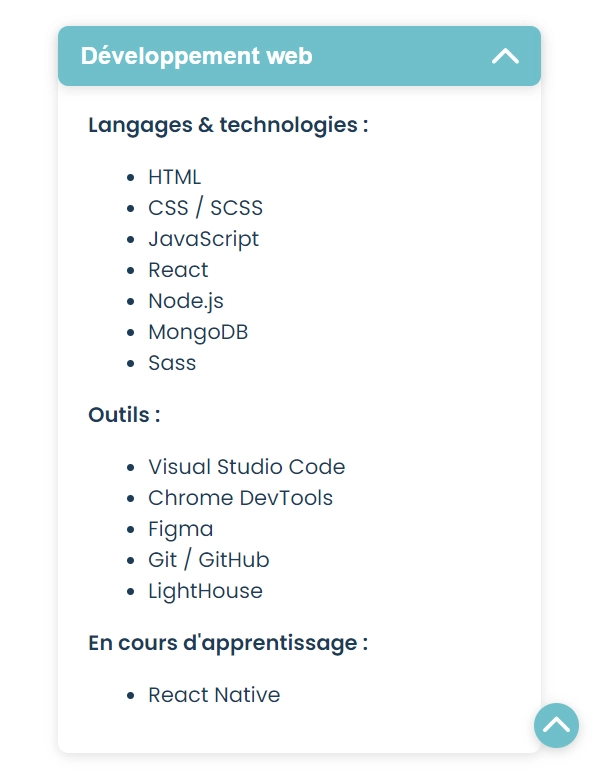 Développement web
Langages & technologies :
HTML
CSS / SCSS
JavaScript
React
Node.js
MongoDB
Sass
Outils :
Visual Studio Code
Chrome DevTools
Figma
Git / GitHub
LightHouse
En cours d'apprentissage :
React Native